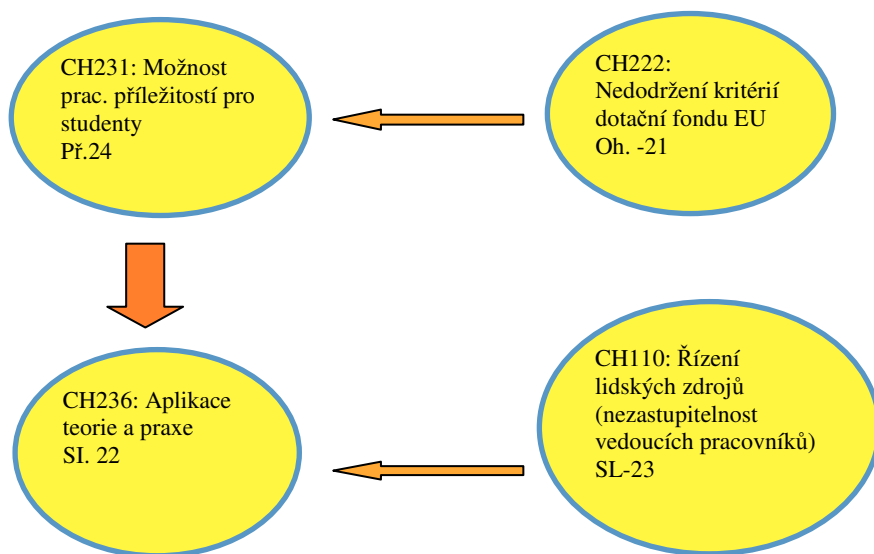 CH231: Možnost
prac. příležitostí pro
studenty
Př.24
CH222:
Nedodržení kritérií
dotační fondu EU
Oh. -21
CH236: Aplikace
teorie a praxe
SI. 22
CH110: Řízení
lidských zdrojů
(nezastupitelnost
vedoucích pracovníků)
SL-23